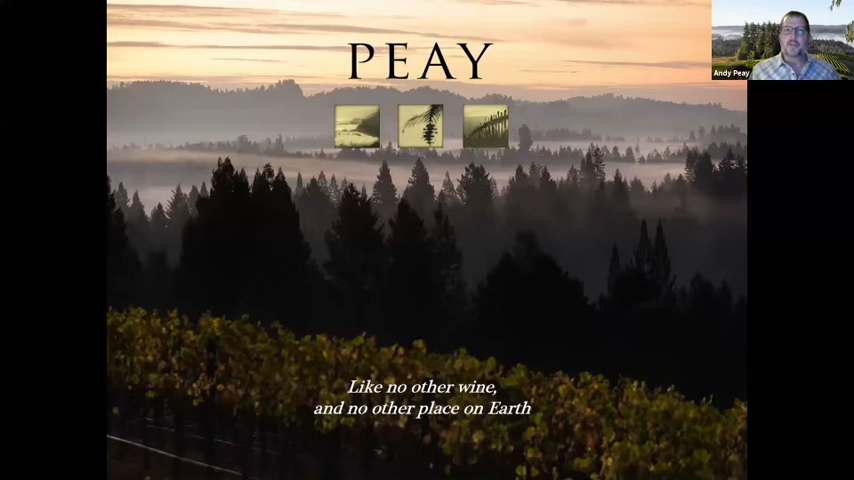 PEAY
Andy Peay
Like no other wine,
and no other place on Earth